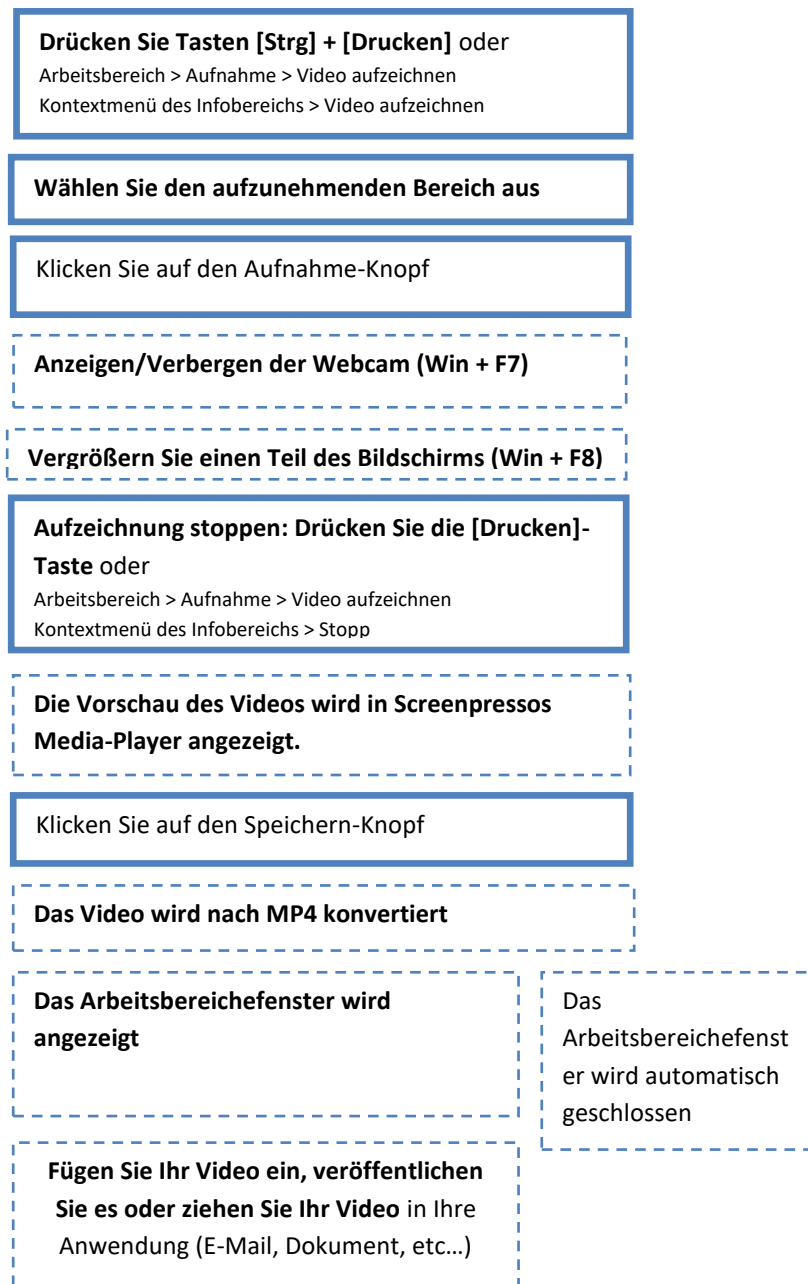 Drücken Sie Tasten [Strg] + [Drucken] oder
Arbeitsbereich > Aufnahme > Video aufzeichnen
Kontextmenü des Infobereichs > Video aufzeichnen
Wählen Sie den aufzunehmenden Bereich aus
Klicken Sie auf den Aufnahme-Knopf
Anzeigen/Verbergen der Webcam (Win + F7)
Vergrößern Sie einen Teil des Bildschirms (Win + F8)
Aufzeichnung stoppen: Drücken Sie die [Drucken]-
Taste oder
Arbeitsbereich > Aufnahme > Video aufzeichnen
Kontextmenü des Infobereichs > Stopp
Die Vorschau des Videos wird in Screenpressos
Media-Player angezeigt.
Klicken Sie auf den Speichern-Knopf
Das Video wird nach MP4 konvertiert
Das Arbeitsbereichefenster wird
angezeigt
Das
Arbeitsbereichefenst
er wird automatisch
geschlossen
Fügen Sie Ihr Video ein, veröffentlichen
Sie es oder ziehen Sie Ihr Video in Ihre
Anwendung (E-Mail, Dokument, etc…)